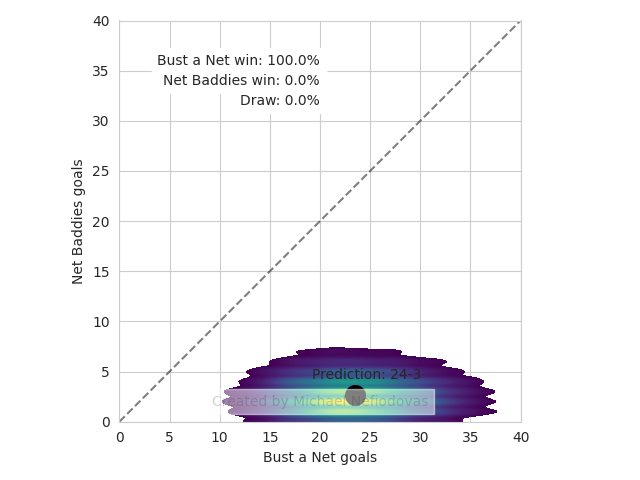 40
35
30
25
20
15
10
5
0
Net Baddies goals
Bust a Net win: 100.0%
Net Baddies win: 0.0%
Draw: 0.0%
Prediction: 24-3
Created by Michael Nefiodovas
0 5 10 15 20 25 30 35 40
Bust a Net goals